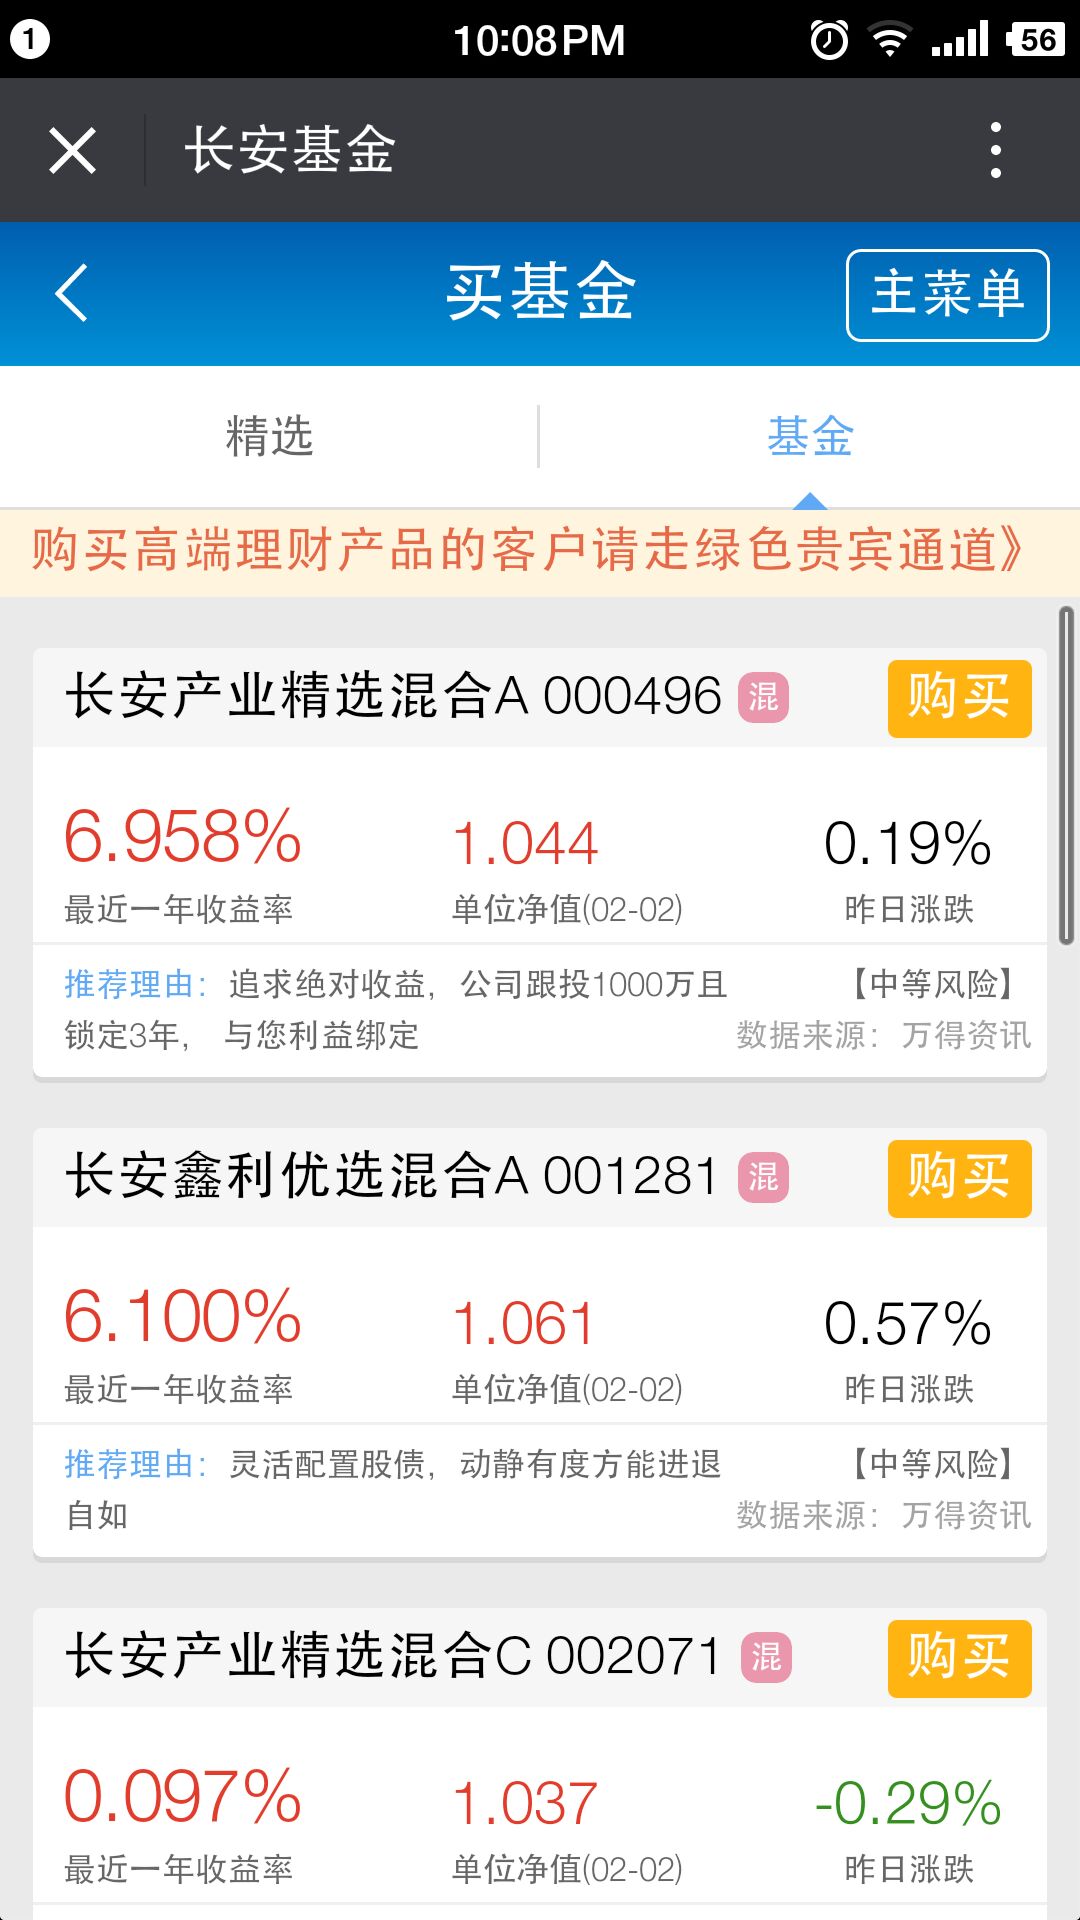 1
10:08PM
56
长安基金
买基金
主菜单
精选
基金
购买高端理财产品的客户请走绿色贵宾通道》
长安产业精选混合A 000496 混 购买
6.958% 1.044 0.19%
最近一年收益率 单位净值(02-02) 昨日涨跌
推荐理由：追求绝对收益，公司跟投1000万且 【中等风险】
锁定3年， 与您利益绑定 数据来源：万得资讯
长安鑫利优选混合A 001281 混 购买
6.100% 1.061 0.57%
最近一年收益率 单位净值(02-02) 昨日涨跌
推荐理由：灵活配置股债，动静有度方能进退 【中等风险】
自如 数据来源：万得资讯
长安产业精选混合C 002071 混 购买
0.097% 1.037 -0.29%
最近一年收益率 单位净值(02-02) 昨日涨跌